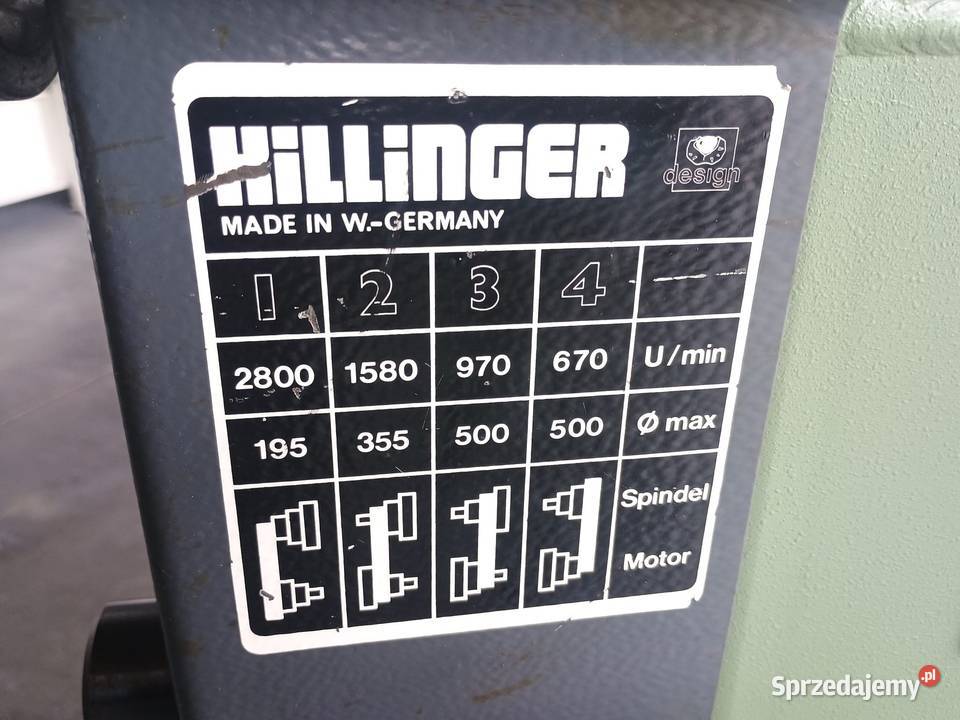 HiLLiNGER
design
MADE IN W.-GERMANY
1 2 3 4
2800 1580 970 670 U/min
195 355 500 500 Ø max
Spindel
Motor
Sprzedajemy.pl